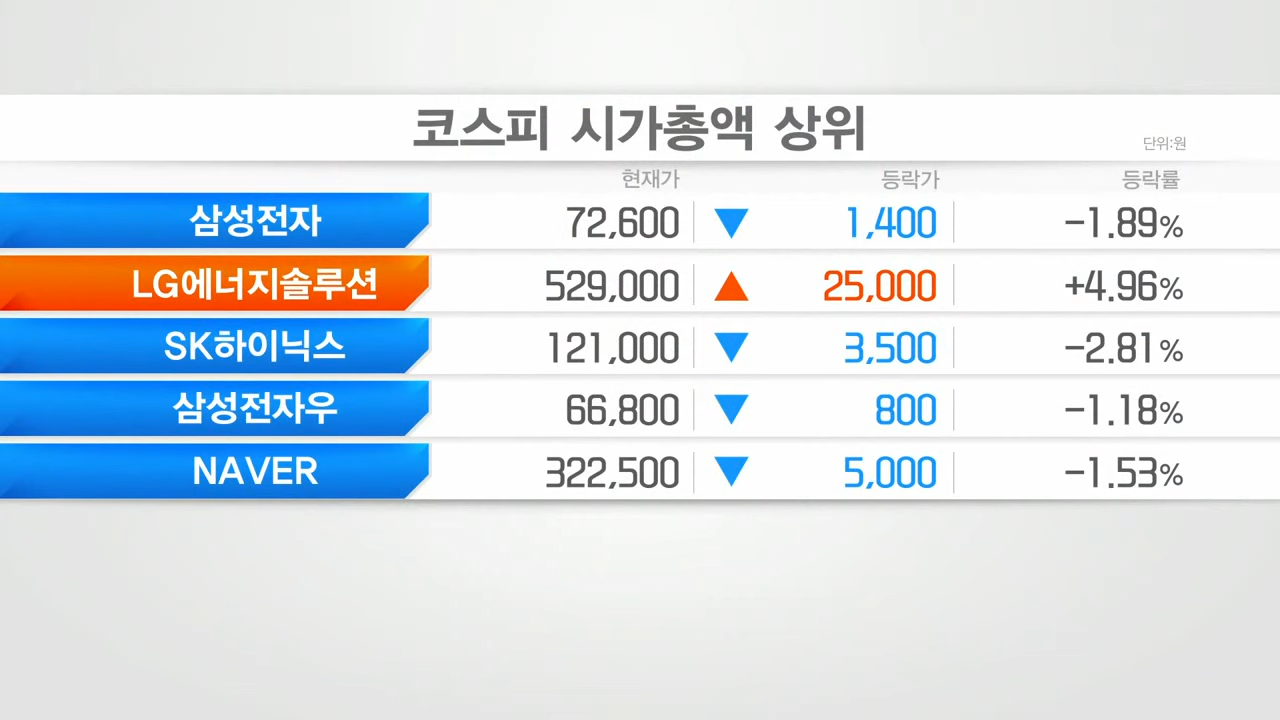 코스피 시가총액 상위
단위:원
현재가 등락가 등락률
삼성전자 72,600 ▼ 1,400 -1.89%
LG에너지솔루션 529,000 ▲ 25,000 +4.96%
SK하이닉스 121,000 ▼ 3,500 -2.81%
삼성전자우 66,800 ▼ 800 -1.18%
NAVER 322,500 ▼ 5,000 -1.53%